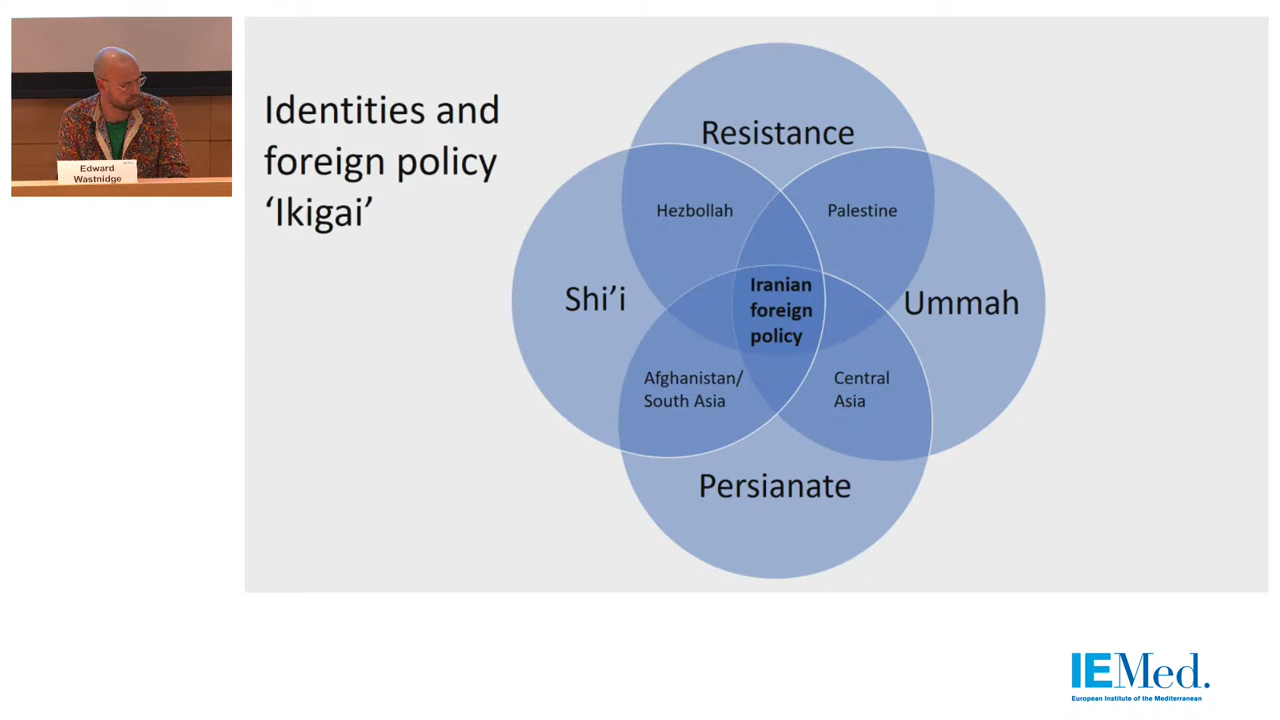 Edward
Wastnidge
Identities and
foreign policy
‘Ikigai’
Resistance
Hezbollah
Palestine
Shi’i
Iranian
foreign
policy
Ummah
Afghanistan/
South Asia
Central
Asia
Persianate
IEMed.
European Institute of the Mediterranean